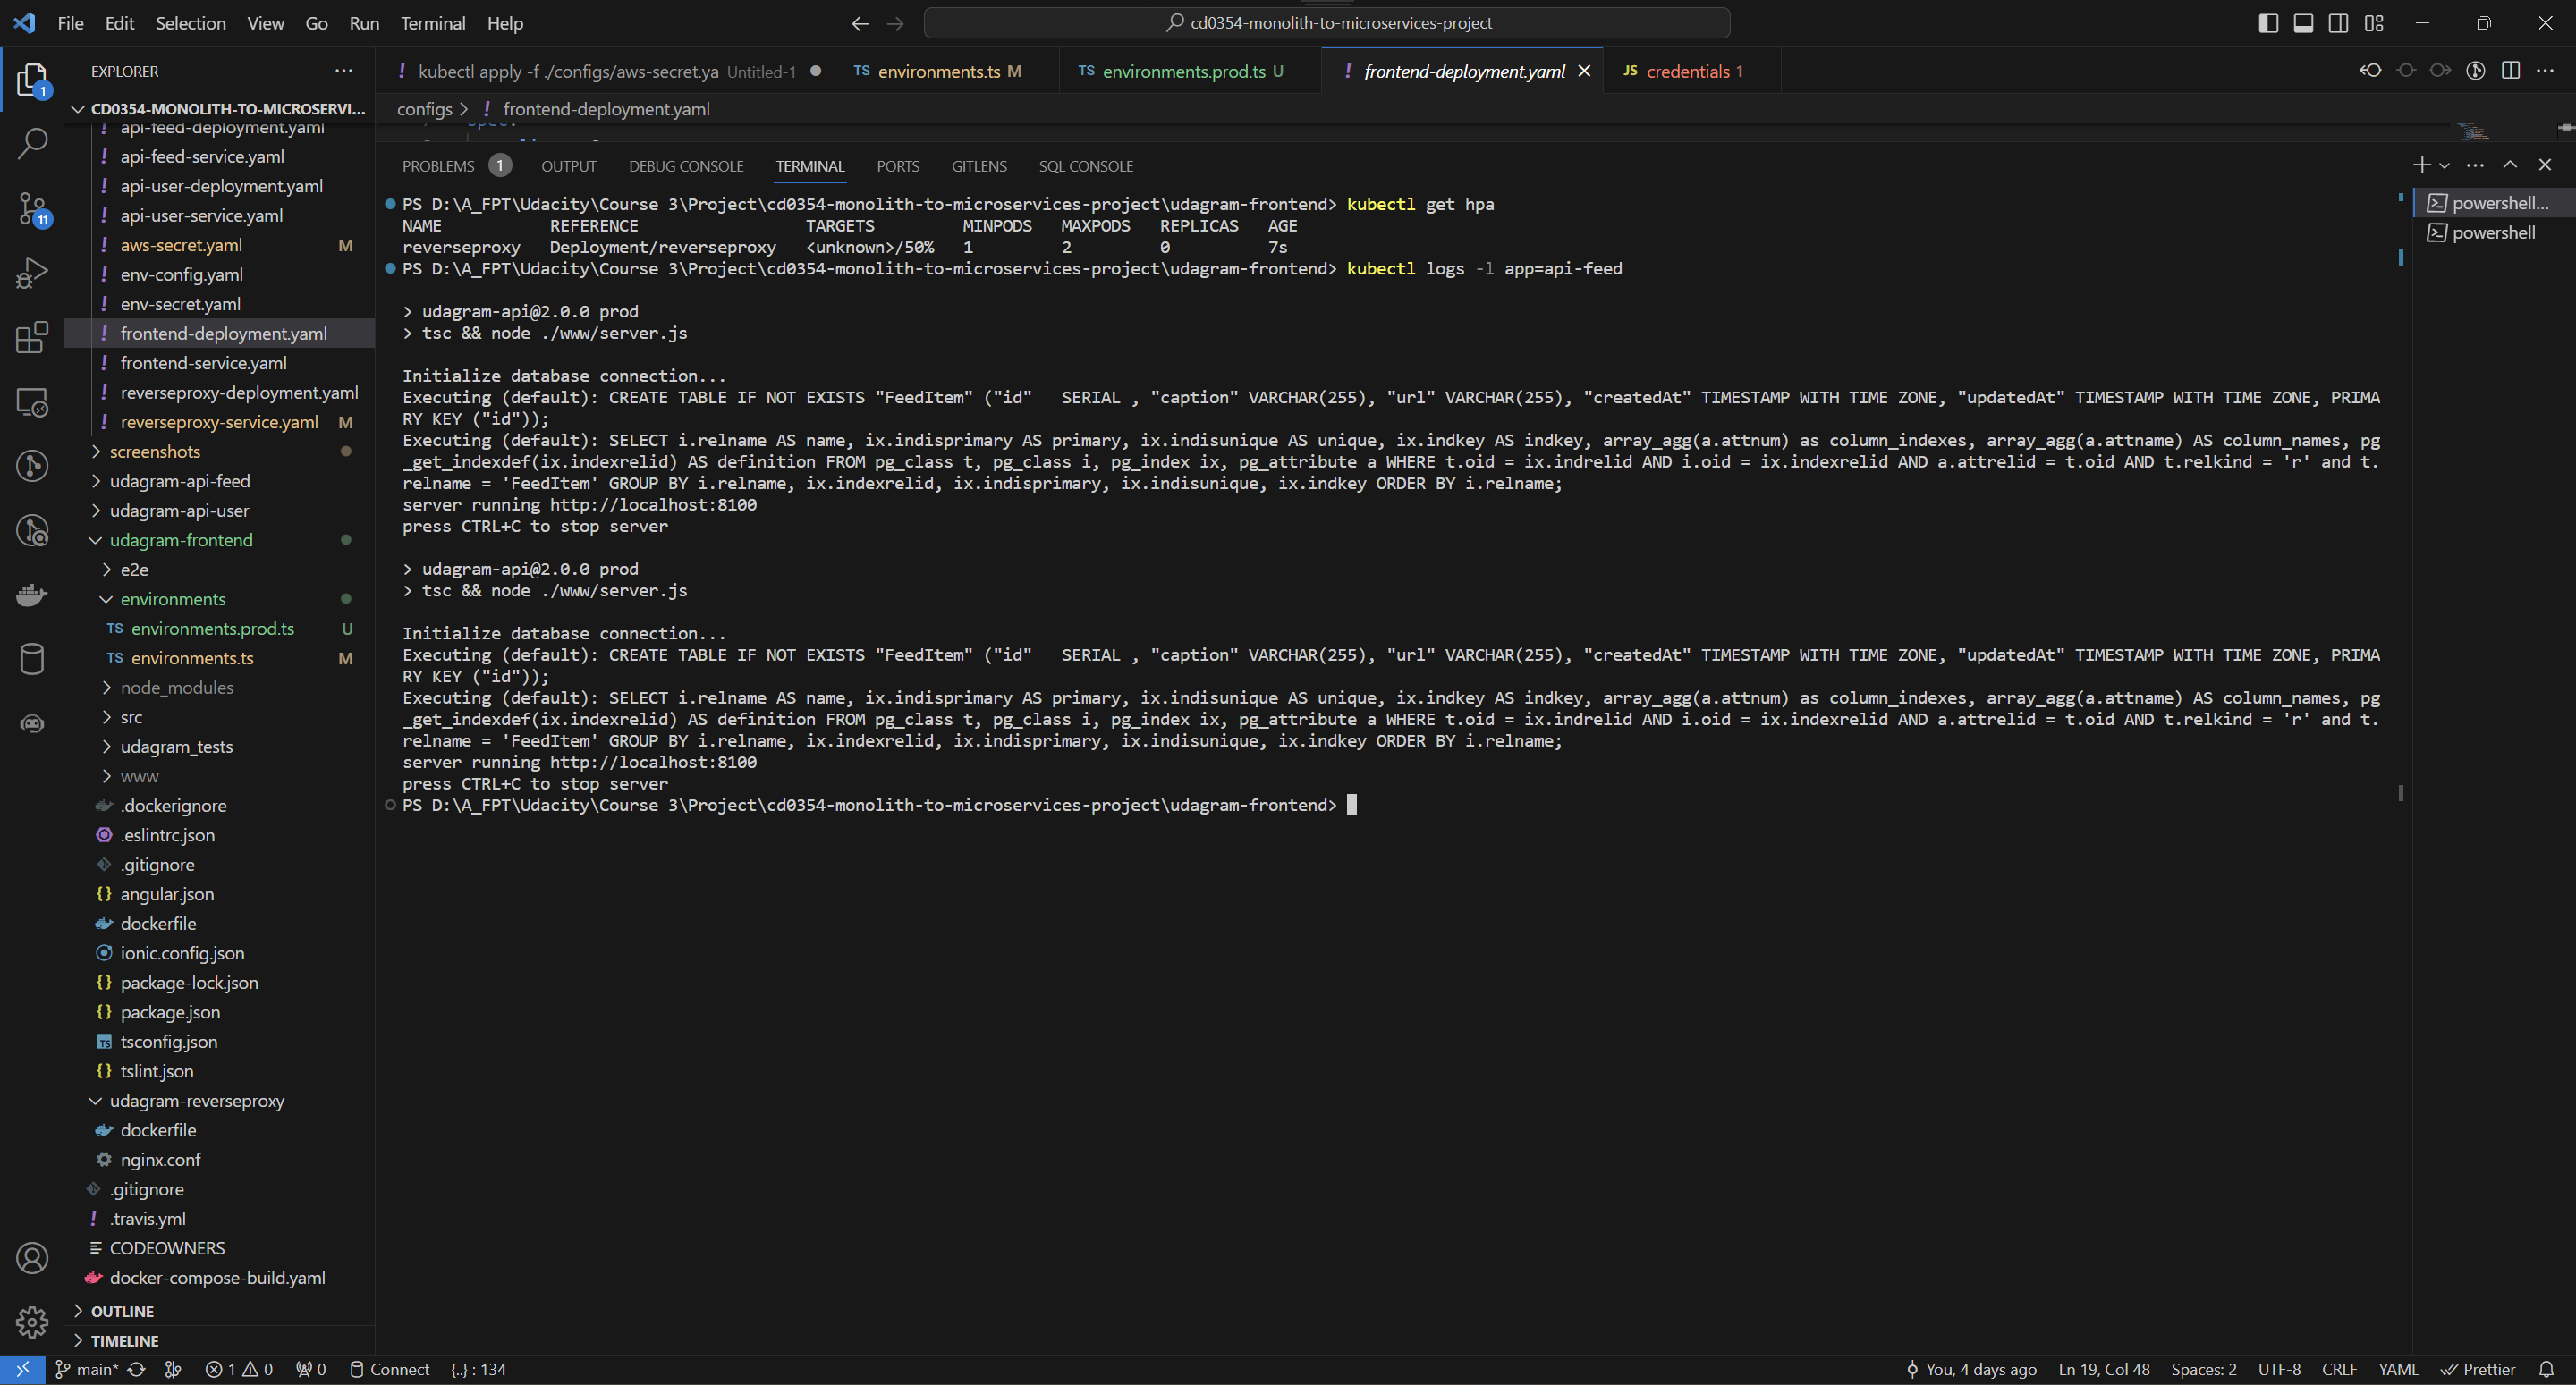 File Edit Selection View Go Run Terminal Help
cd0354-monolith-to-microservices-project
EXPLORER
kubectl apply -f ./configs/aws-secret.ya Untitled-1
TS environments.ts M
TS environments.prod.ts U
! frontend-deployment.yaml
JS credentials 1
CD0354-MONOLITH-TO-MICROSERVI...
configs > ! frontend-deployment.yaml
! api-feed-deployment.yaml
! api-feed-service.yaml
! api-user-deployment.yaml
! api-user-service.yaml
! aws-secret.yaml M
! env-config.yaml
! env-secret.yaml
! frontend-deployment.yaml
! frontend-service.yaml
! reverseproxy-deployment.yaml
! reverseproxy-service.yaml M
> screenshots
> udagram-api-feed
> udagram-api-user
udagram-frontend
> e2e
environments
TS environments.prod.ts U
TS environments.ts M
> node_modules
> src
> udagram_tests
> www
.dockerignore
.eslintrc.json
.gitignore
{} angular.json
dockerfile
ionic.config.json
{} package-lock.json
{} package.json
TS tsconfig.json
{} tslint.json
udagram-reverseproxy
dockerfile
nginx.conf
.gitignore
! .travis.yml
CODEOWNERS
docker-compose-build.yaml
> OUTLINE
> TIMELINE
1
11
PROBLEMS 1 OUTPUT DEBUG CONSOLE TERMINAL PORTS GITLENS SQL CONSOLE
powershell...
powershell
PS D:\A_FPT\Udacity\Course 3\Project\cd0354-monolith-to-microservices-project\udagram-frontend> kubectl get hpa
NAME REFERENCE TARGETS MINPODS MAXPODS REPLICAS AGE
reverseproxy Deployment/reverseproxy <unknown>/50% 1 2 0 7s
PS D:\A_FPT\Udacity\Course 3\Project\cd0354-monolith-to-microservices-project\udagram-frontend> kubectl logs -l app=api-feed
> udagram-api@2.0.0 prod
> tsc && node ./www/server.js
Initialize database connection...
Executing (default): CREATE TABLE IF NOT EXISTS "FeedItem" ("id"   SERIAL , "caption" VARCHAR(255), "url" VARCHAR(255), "createdAt" TIMESTAMP WITH TIME ZONE, "updatedAt" TIMESTAMP WITH TIME ZONE, PRIMA
RY KEY ("id"));
Executing (default): SELECT i.relname AS name, ix.indisprimary AS primary, ix.indisunique AS unique, ix.indkey AS indkey, array_agg(a.attnum) as column_indexes, array_agg(a.attname) AS column_names, pg
_get_indexdef(ix.indexrelid) AS definition FROM pg_class t, pg_class i, pg_index ix, pg_attribute a WHERE t.oid = ix.indrelid AND i.oid = ix.indexrelid AND a.attrelid = t.oid AND t.relkind = 'r' and t.
relname = 'FeedItem' GROUP BY i.relname, ix.indexrelid, ix.indisprimary, ix.indisunique, ix.indkey ORDER BY i.relname;
server running http://localhost:8100
press CTRL+C to stop server
> udagram-api@2.0.0 prod
> tsc && node ./www/server.js
Initialize database connection...
Executing (default): CREATE TABLE IF NOT EXISTS "FeedItem" ("id"   SERIAL , "caption" VARCHAR(255), "url" VARCHAR(255), "createdAt" TIMESTAMP WITH TIME ZONE, "updatedAt" TIMESTAMP WITH TIME ZONE, PRIMA
RY KEY ("id"));
Executing (default): SELECT i.relname AS name, ix.indisprimary AS primary, ix.indisunique AS unique, ix.indkey AS indkey, array_agg(a.attnum) as column_indexes, array_agg(a.attname) AS column_names, pg
_get_indexdef(ix.indexrelid) AS definition FROM pg_class t, pg_class i, pg_index ix, pg_attribute a WHERE t.oid = ix.indrelid AND i.oid = ix.indexrelid AND a.attrelid = t.oid AND t.relkind = 'r' and t.
relname = 'FeedItem' GROUP BY i.relname, ix.indexrelid, ix.indisprimary, ix.indisunique, ix.indkey ORDER BY i.relname;
server running http://localhost:8100
press CTRL+C to stop server
PS D:\A_FPT\Udacity\Course 3\Project\cd0354-monolith-to-microservices-project\udagram-frontend>
main* 1 0 0 Connect {..} : 134
You, 4 days ago Ln 19, Col 48 Spaces: 2 UTF-8 CRLF YAML Prettier